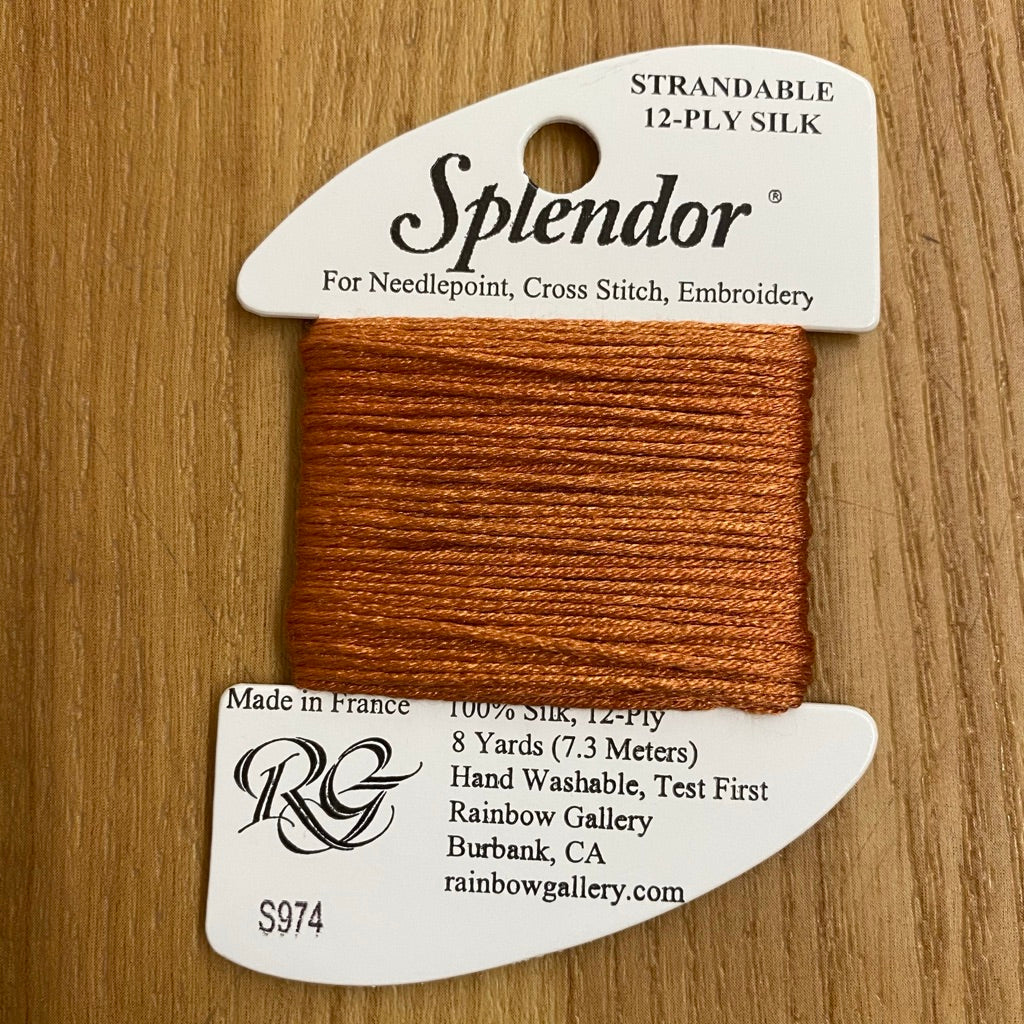 STRANDABLE
12-PLY SILK
Splendor ®
For Needlepoint, Cross Stitch, Embroidery
Made in France
100% Silk, 12-Ply
8 Yards (7.3 Meters)
Hand Washable, Test First
Rainbow Gallery
Burbank, CA
rainbowgallery.com
RG
S974